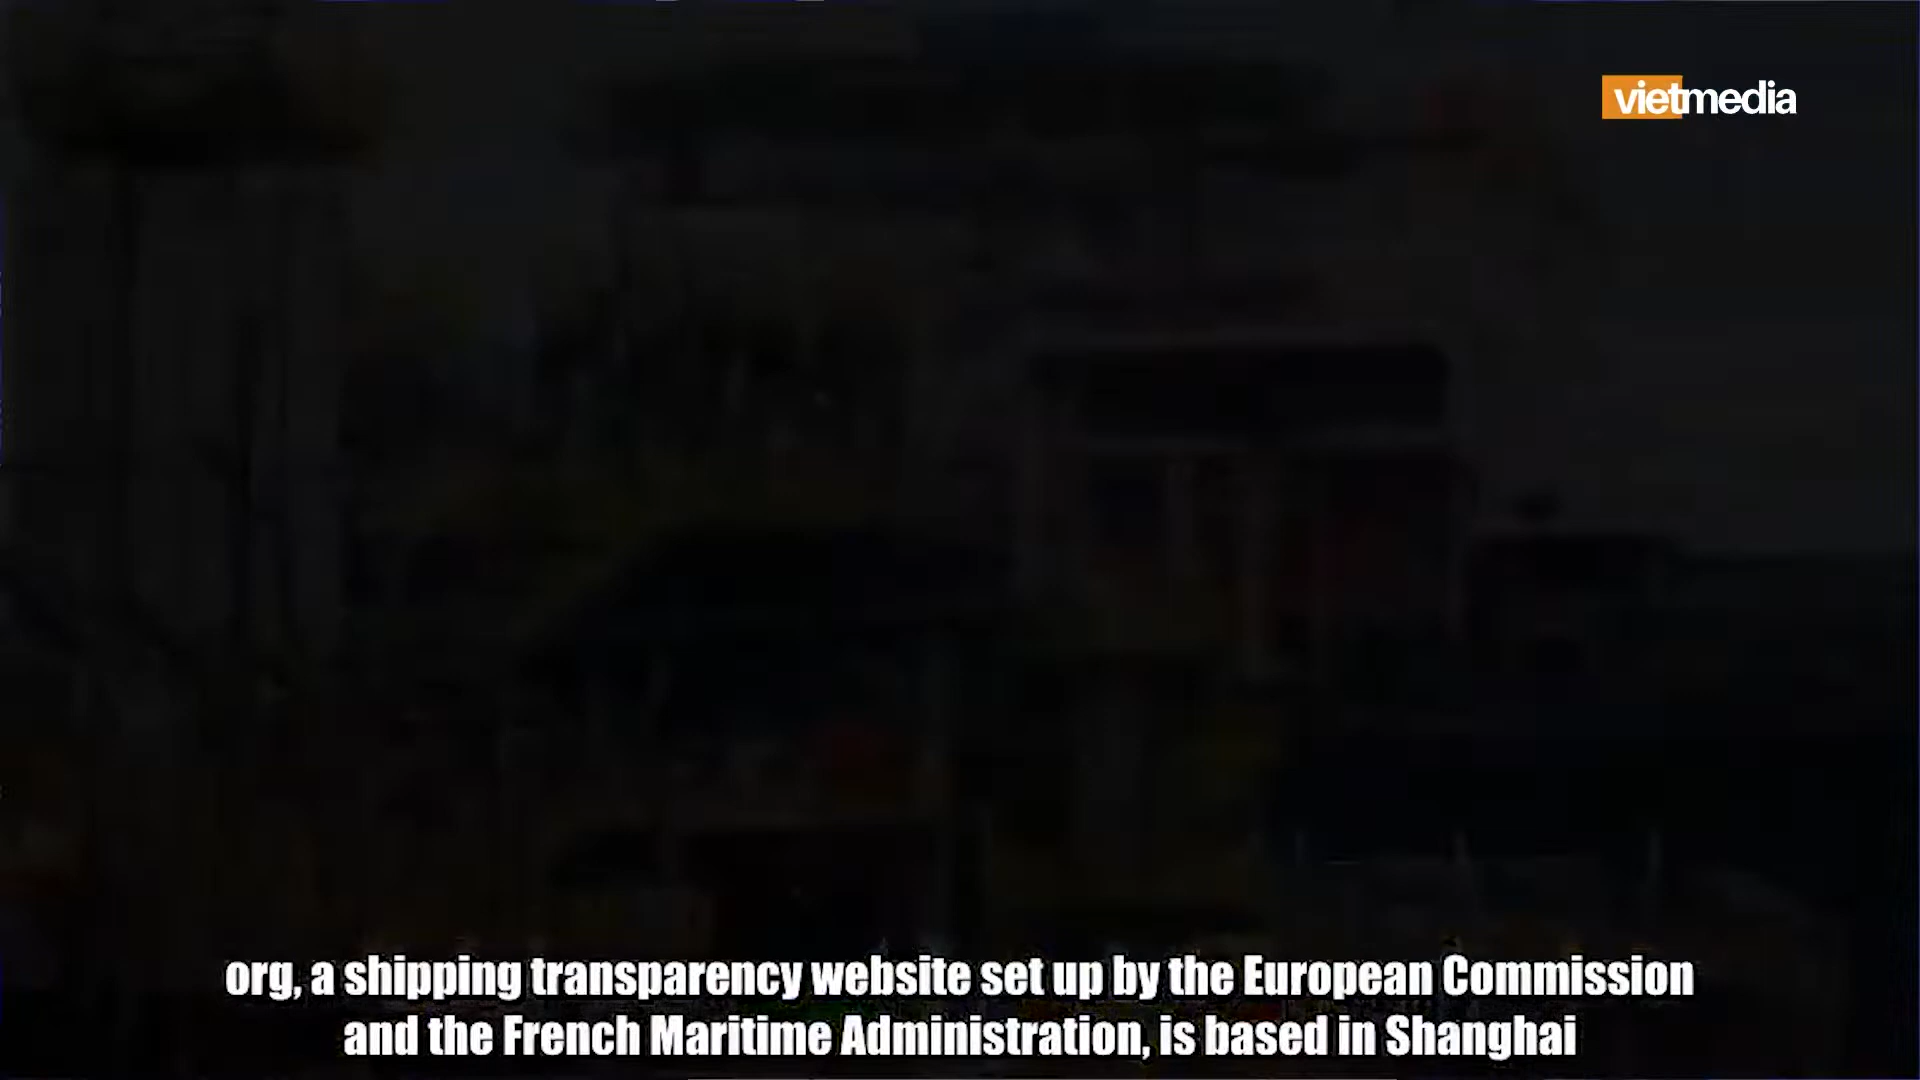 vietmedia
org, a shipping transparency website set up by the European Commission
and the French Maritime Administration, is based in Shanghai